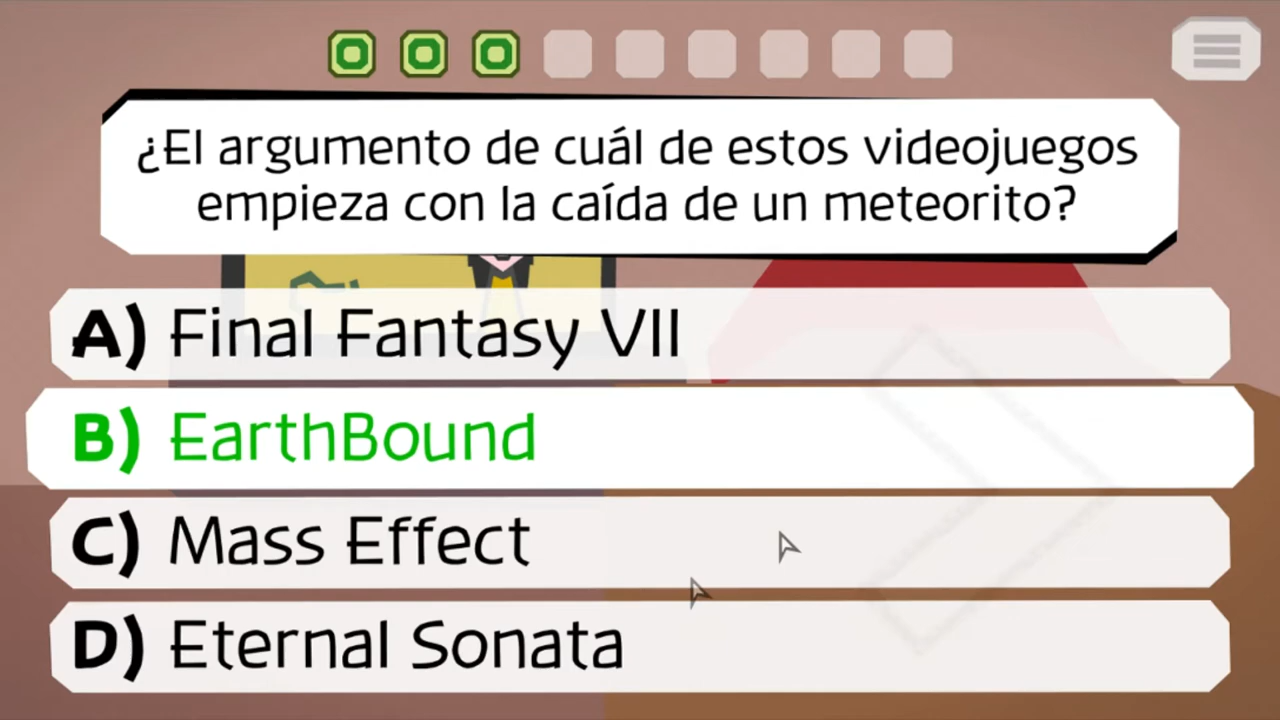 ¿El argumento de cuál de estos videojuegos
empieza con la caída de un meteorito?
A) Final Fantasy VII
B) EarthBound
C) Mass Effect
D) Eternal Sonata